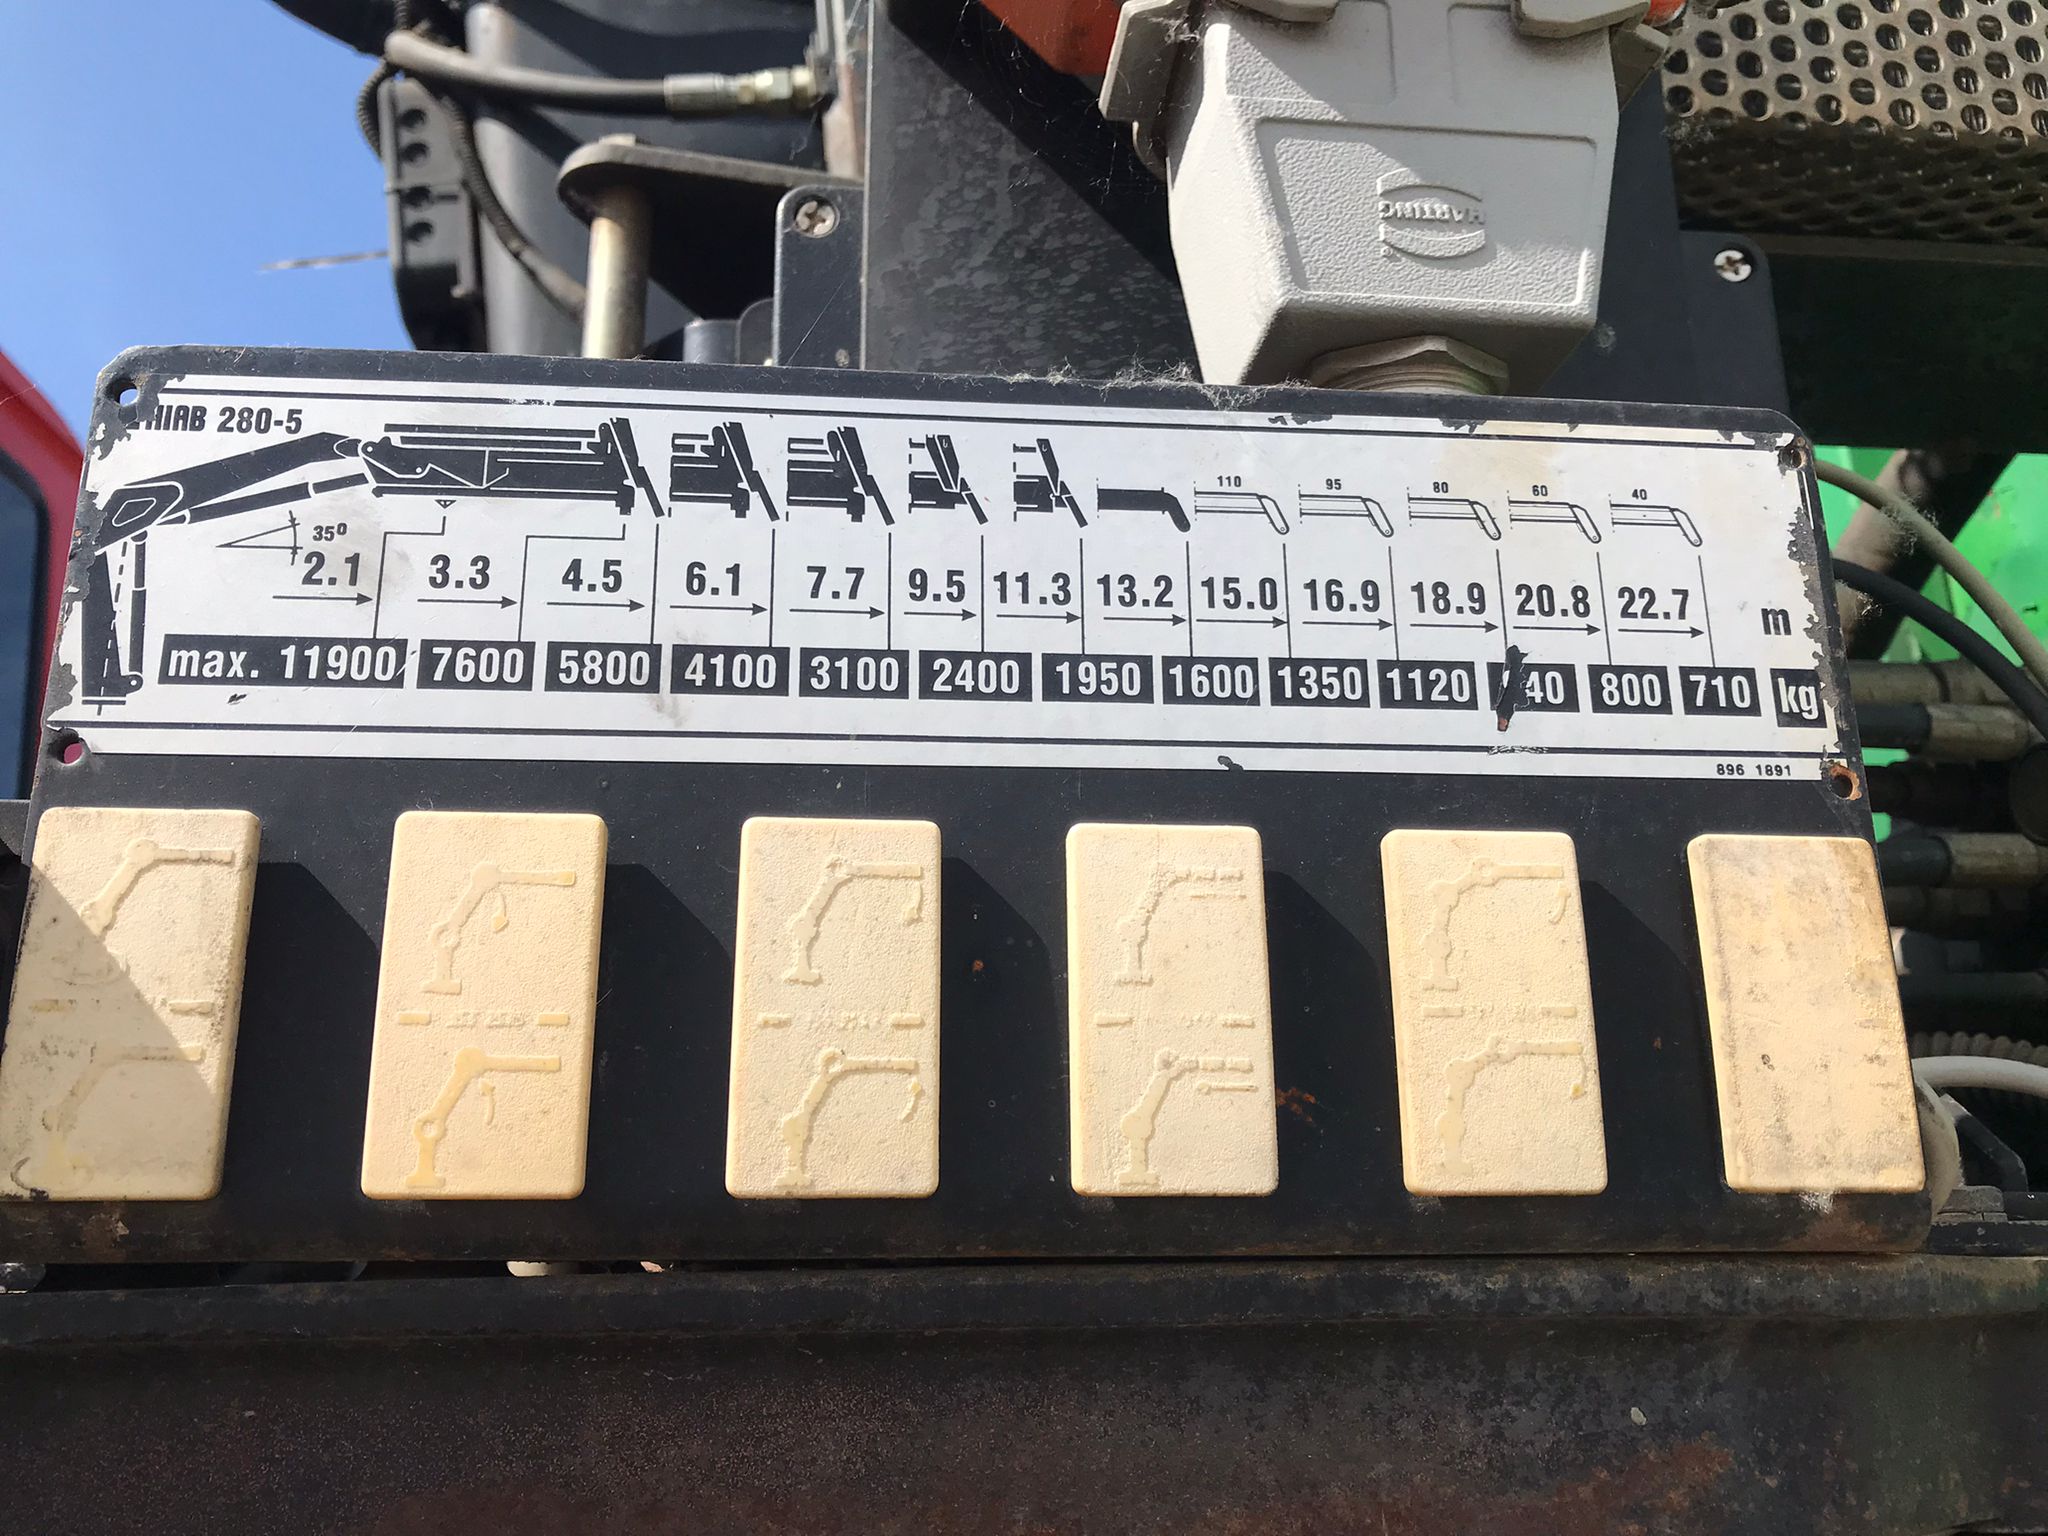 HARTING
HIAB 280-5
110 95 80 60 40
35°
2.1 3.3 4.5 6.1 7.7 9.5 11.3 13.2 15.0 16.9 18.9 20.8 22.7 m
max. 11900 7600 5800 4100 3100 2400 1950 1600 1350 1120 40 800 710 kg
896 1891